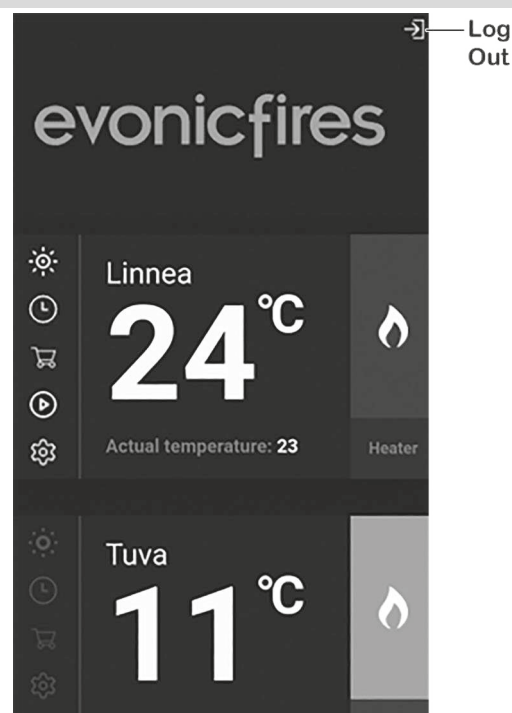 Log
Out
evonicfires
Linnea
24 °C
Actual temperature: 23
Heater
Tuva
11 °C